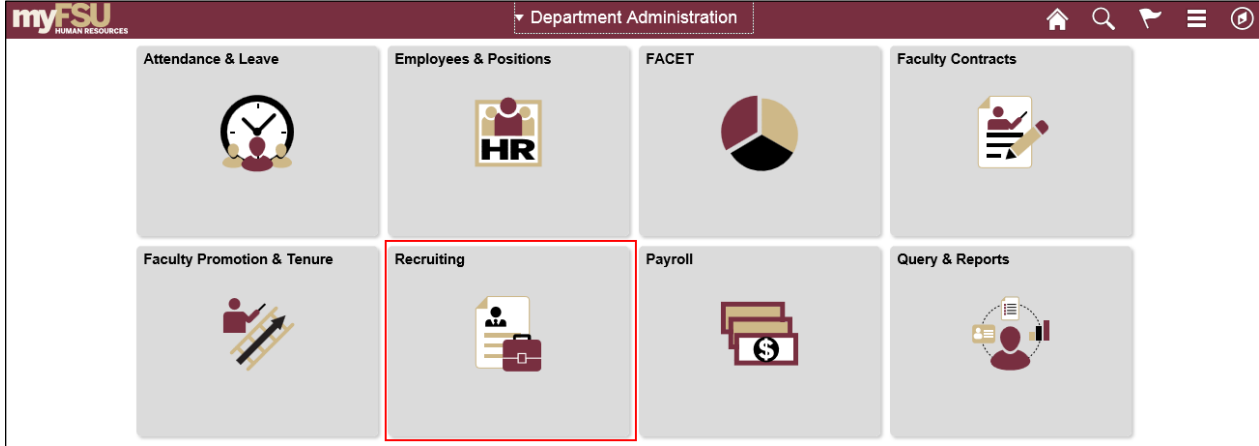 myFSU
HUMAN RESOURCES
Department Administration
Attendance & Leave
Employees & Positions
HR
FACET
Faculty Contracts
Faculty Promotion & Tenure
Recruiting
Payroll
$
Query & Reports